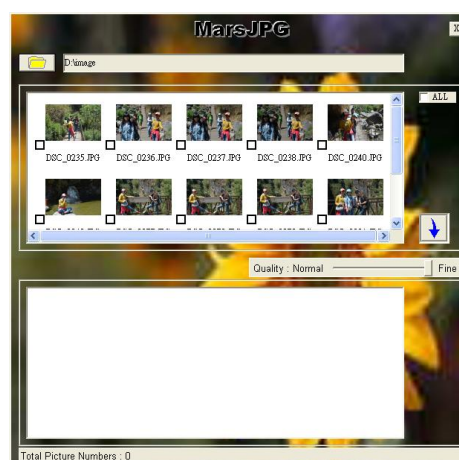 MarsJPG
X
D:\image
ALL
DSC_0235.JPG DSC_0236.JPG DSC_0237.JPG DSC_0238.JPG DSC_0240.JPG
Quality : Normal Fine
Total Picture Numbers : 0